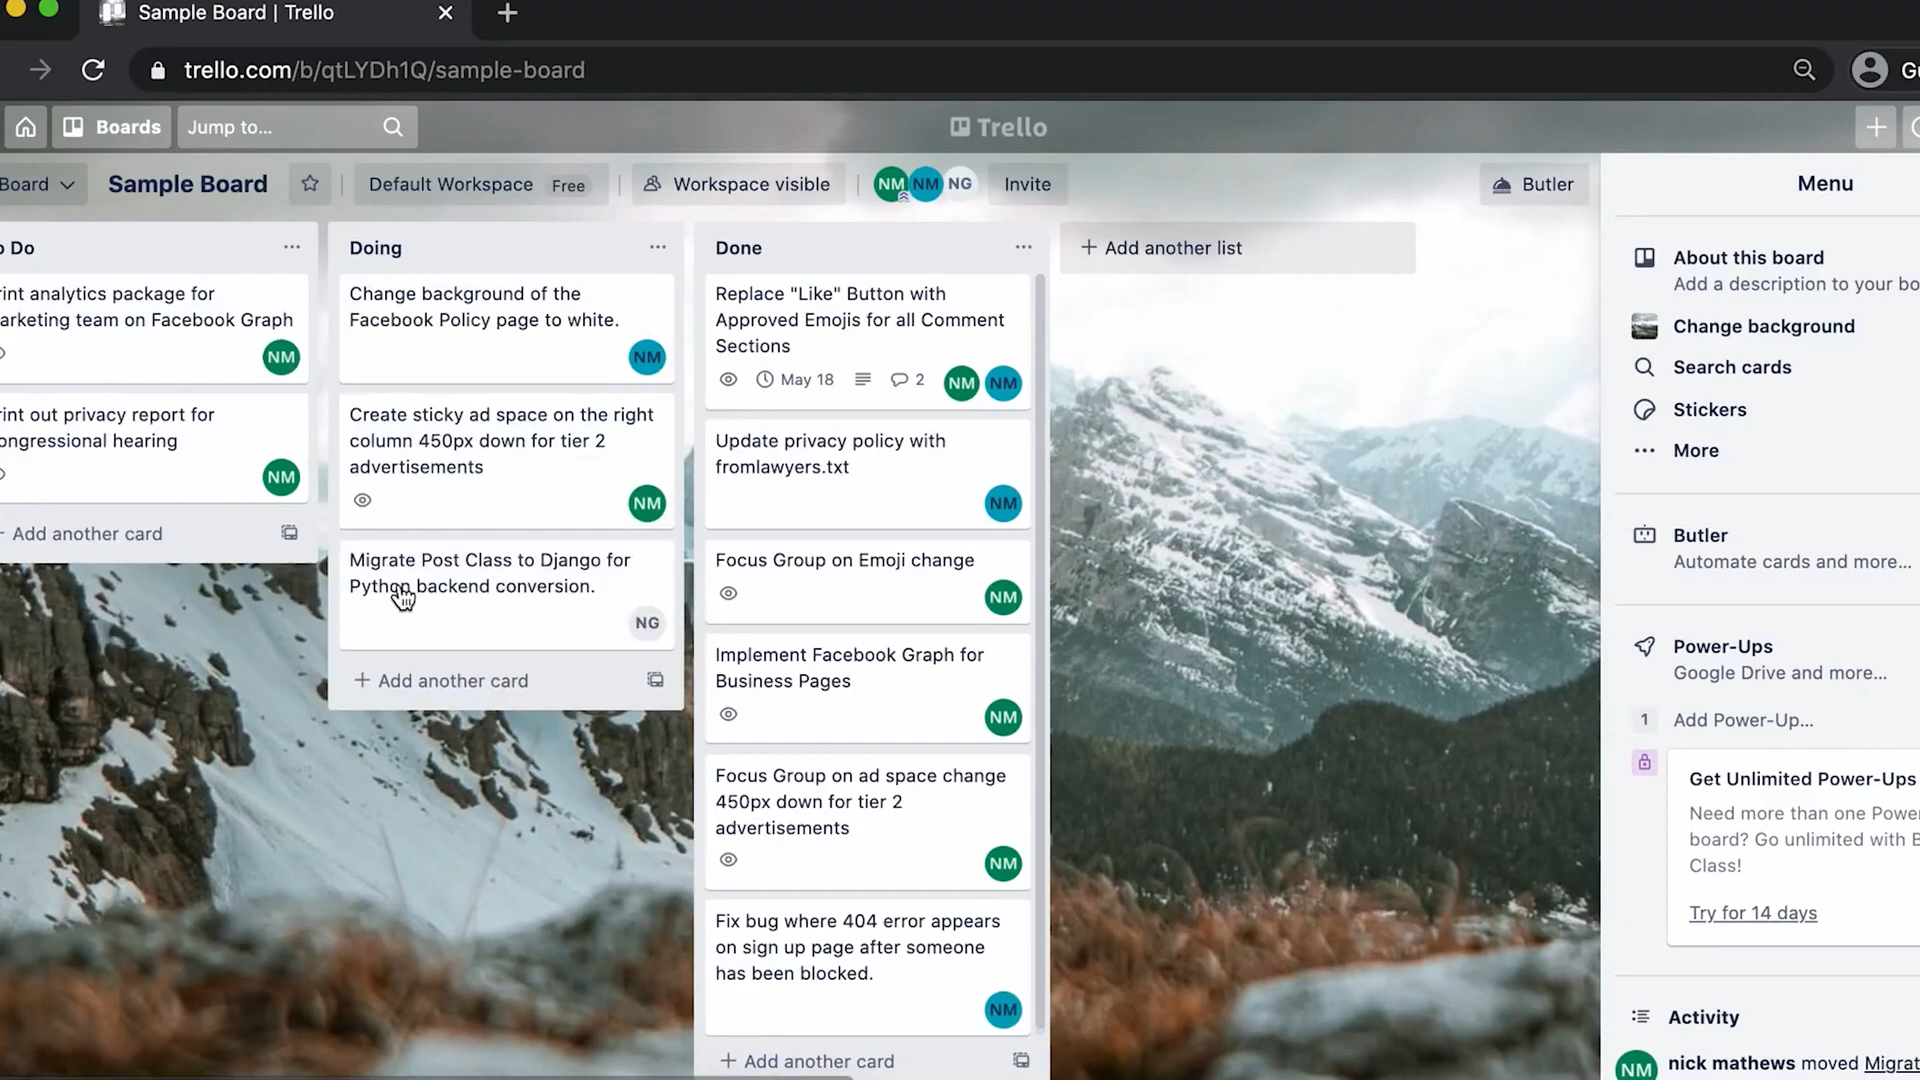 Sample Board | Trello
trello.com/b/qtLYDh1Q/sample-board
Gu
Boards
Jump to...
Trello
Board
Sample Board
Default Workspace Free
Workspace visible
NM NM NG
Invite
Butler
Menu
o Do
rint analytics package for
arketing team on Facebook Graph
NM
rint out privacy report for
ongressional hearing
NM
Add another card
Doing
Change background of the
Facebook Policy page to white.
NM
Create sticky ad space on the right
column 450px down for tier 2
advertisements
NM
Migrate Post Class to Django for
Python backend conversion.
NG
+ Add another card
Done
Replace "Like" Button with
Approved Emojis for all Comment
Sections
May 18 2 NM NM
Update privacy policy with
fromlawyers.txt
NM
Focus Group on Emoji change
NM
Implement Facebook Graph for
Business Pages
NM
Focus Group on ad space change
450px down for tier 2
advertisements
NM
Fix bug where 404 error appears
on sign up page after someone
has been blocked.
NM
+ Add another card
+ Add another list
About this board
Add a description to your bo
Change background
Search cards
Stickers
More
Butler
Automate cards and more...
Power-Ups
Google Drive and more...
1 Add Power-Up...
Get Unlimited Power-Ups
Need more than one Powe
board? Go unlimited with B
Class!
Try for 14 days
Activity
NM nick mathews moved Migrat